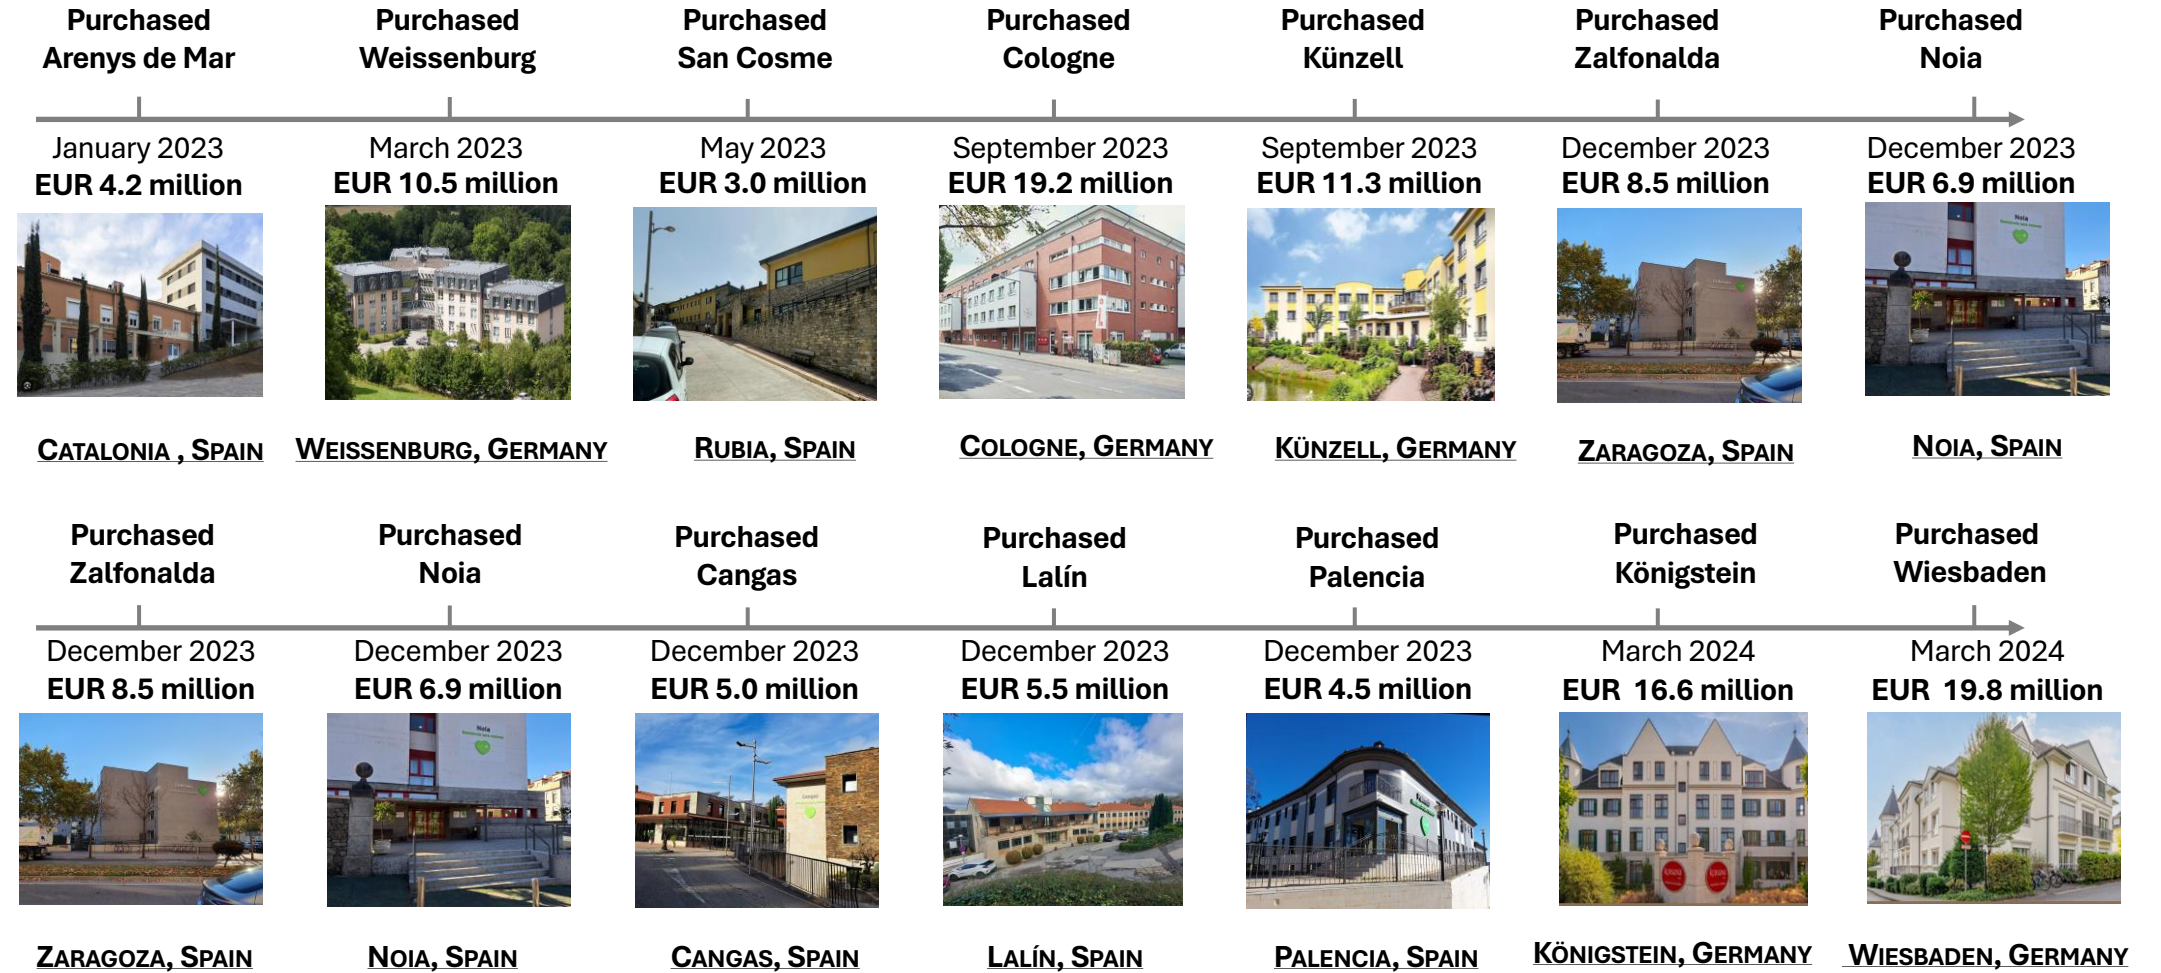 Purchased
Arenys de Mar
Purchased
Weissenburg
Purchased
San Cosme
Purchased
Cologne
Purchased
Künzell
Purchased
Zalfonalda
Purchased
Noia
January 2023
EUR 4.2 million
March 2023
EUR 10.5 million
May 2023
EUR 3.0 million
September 2023
EUR 19.2 million
September 2023
EUR 11.3 million
December 2023
EUR 8.5 million
December 2023
EUR 6.9 million
Noia
CATALONIA , SPAIN
WEISSENBURG, GERMANY
RUBIA, SPAIN
COLOGNE, GERMANY
KÜNZELL, GERMANY
ZARAGOZA, SPAIN
NOIA, SPAIN
Purchased
Zalfonalda
Purchased
Noia
Purchased
Cangas
Purchased
Lalín
Purchased
Palencia
Purchased
Königstein
Purchased
Wiesbaden
December 2023
EUR 8.5 million
December 2023
EUR 6.9 million
December 2023
EUR 5.0 million
December 2023
EUR 5.5 million
December 2023
EUR 4.5 million
March 2024
EUR  16.6 million
March 2024
EUR  19.8 million
Noia
Cangas
ZARAGOZA, SPAIN
NOIA, SPAIN
CANGAS, SPAIN
LALÍN, SPAIN
PALENCIA, SPAIN
KÖNIGSTEIN, GERMANY
WIESBADEN, GERMANY